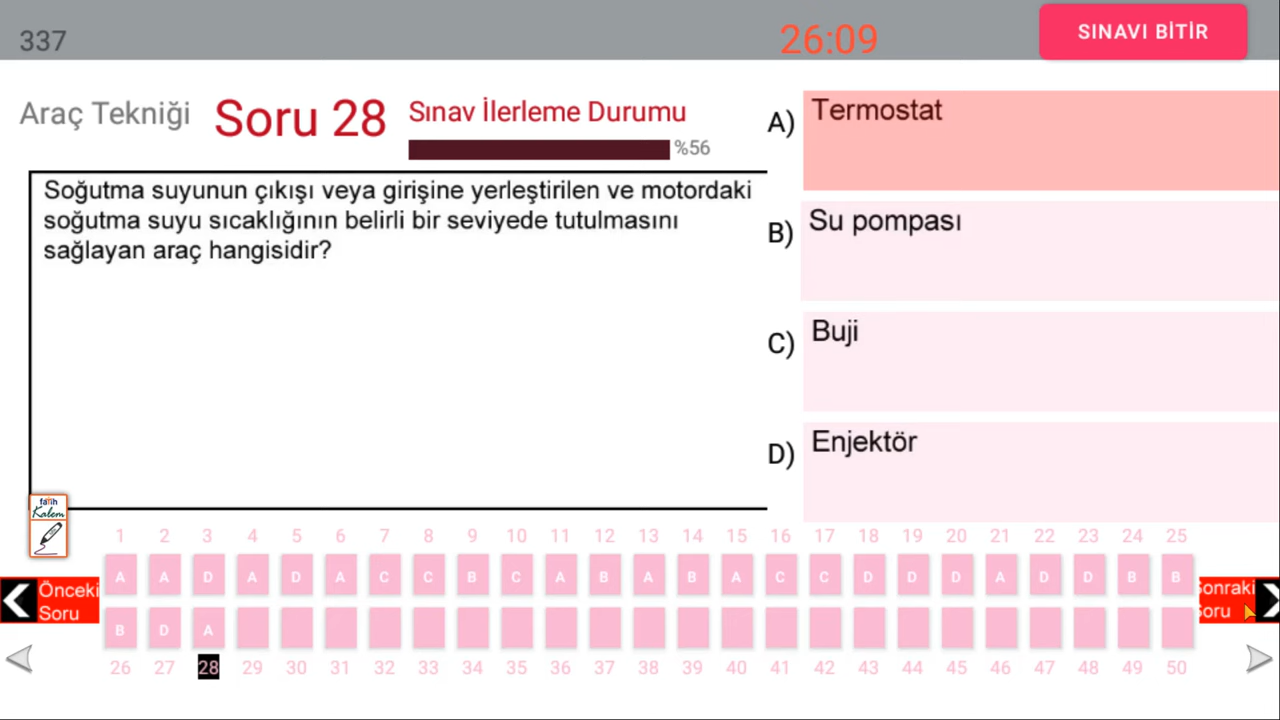 337
26:09
SINAVI BİTİR
Araç Tekniği
Soru 28
Sınav İlerleme Durumu
%56
Soğutma suyunun çıkışı veya girişine yerleştirilen ve motordaki
soğutma suyu sıcaklığının belirli bir seviyede tutulmasını
sağlayan araç hangisidir?
A) Termostat
B) Su pompası
C) Buji
D) Enjektör
fatih
Kalem
1 2 3 4 5 6 7 8 9 10 11 12 13 14 15 16 17 18 19 20 21 22 23 24 25
A A D A D A C C B C A B A B A C C D D D A D D B B
B D A
26 27 28 29 30 31 32 33 34 35 36 37 38 39 40 41 42 43 44 45 46 47 48 49 50
Önceki
Soru
Sonraki
Soru